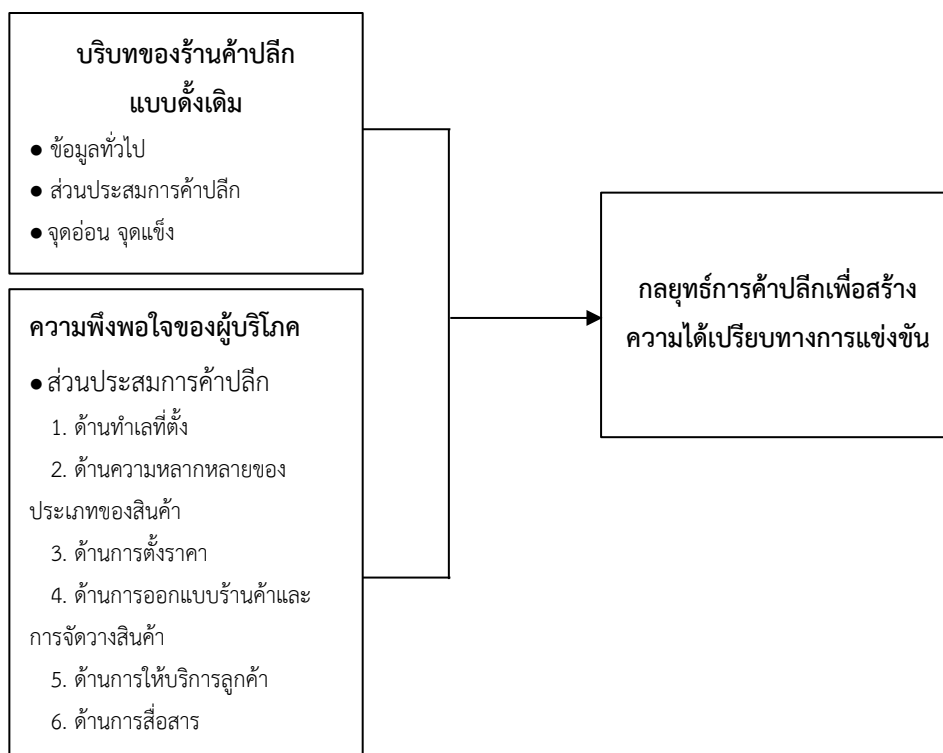 บริบทของร้านค้าปลีก
แบบดั้งเดิม
● ข้อมูลทั่วไป
● ส่วนประสมการค้าปลีก
● จุดอ่อน จุดแข็ง
ความพึงพอใจของผู้บริโภค
● ส่วนประสมการค้าปลีก
1. ด้านทำเลที่ตั้ง
2. ด้านความหลากหลายของ
ประเภทของสินค้า
3. ด้านการตั้งราคา
4. ด้านการออกแบบร้านค้าและ
การจัดวางสินค้า
5. ด้านการให้บริการลูกค้า
6. ด้านการสื่อสาร
กลยุทธ์การค้าปลีกเพื่อสร้าง
ความได้เปรียบทางการแข่งขัน